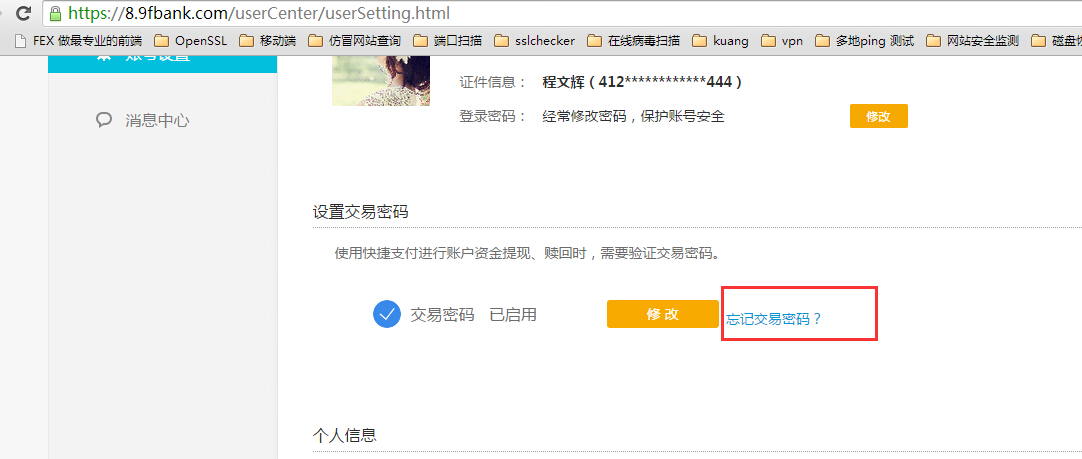 https://8.9fbank.com/userCenter/userSetting.html
FEX 做最专业的前端 OpenSSL 移动端 仿冒网站查询 端口扫描 sslchecker 在线病毒扫描 kuang vpn 多地ping 测试 网站安全监测
账号设置
证件信息： 程文辉（412************444）
消息中心
登录密码： 经常修改密码，保护账号安全 修改
设置交易密码
使用快捷支付进行账户资金提现、赎回时，需要验证交易密码。
交易密码 已启用 修 改 忘记交易密码？
个人信息